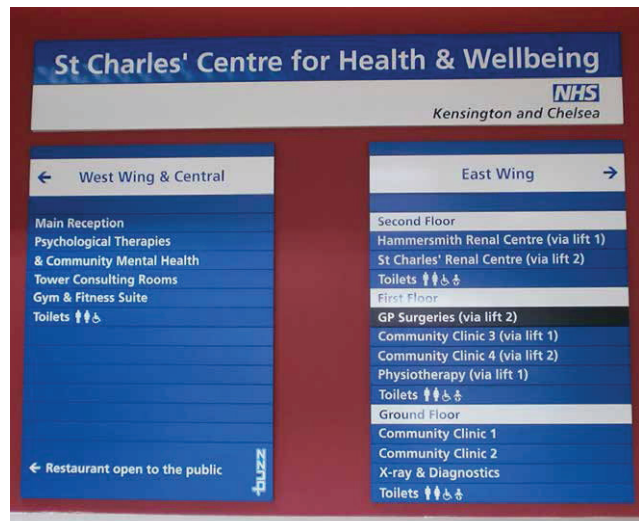 St Charles' Centre for Health & Wellbeing
NHS
Kensington and Chelsea
← West Wing & Central
Main Reception
Psychological Therapies
& Community Mental Health
Tower Consulting Rooms
Gym & Fitness Suite
Toilets
← Restaurant open to the public
buzz
East Wing →
Second Floor
Hammersmith Renal Centre (via lift 1)
St Charles' Renal Centre (via lift 2)
Toilets
First Floor
GP Surgeries (via lift 2)
Community Clinic 3 (via lift 1)
Community Clinic 4 (via lift 2)
Physiotherapy (via lift 1)
Toilets
Ground Floor
Community Clinic 1
Community Clinic 2
X-ray & Diagnostics
Toilets